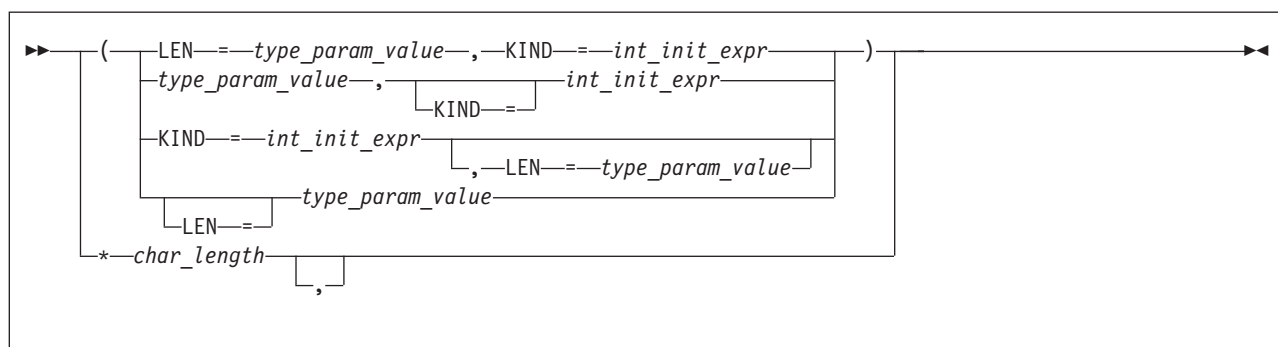 ( LEN = type_param_value , KIND = int_init_expr )
type_param_value , KIND = int_init_expr
KIND = int_init_expr , LEN = type_param_value
LEN = type_param_value
* char_length ,